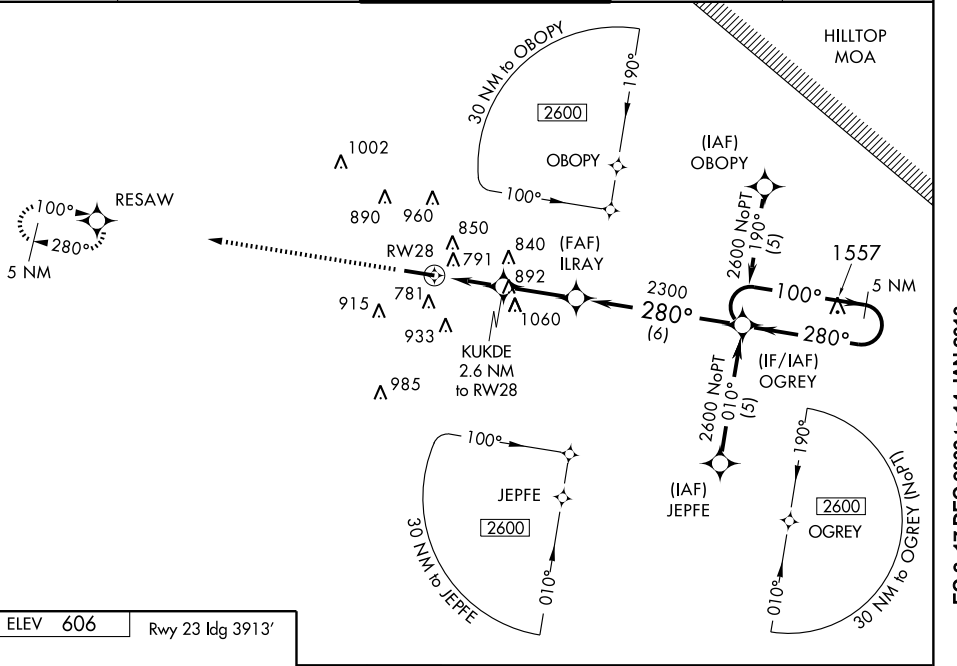 HILLTOP
MOA
30 NM to OBOPY
190°
2600
OBOPY
100°
(IAF)
OBOPY
2600 NoPT
190°
(5)
1002
890
960
850
791
840
892
1060
RESAW
100°
280°
5 NM
RW28
(FAF)
ILRAY
1557
100°
5 NM
280°
2300
280°
(6)
(IF/IAF)
OGREY
915
781
933
985
KUKDE
2.6 NM
to RW28
2600 NoPT
010°
(5)
(IAF)
JEPFE
100°
JEPFE
2600
010°
30 NM to JEPFE
190°
2600
OGREY
010°
30 NM to OGREY (NoPT)
ELEV 606
Rwy 23 ldg 3913'